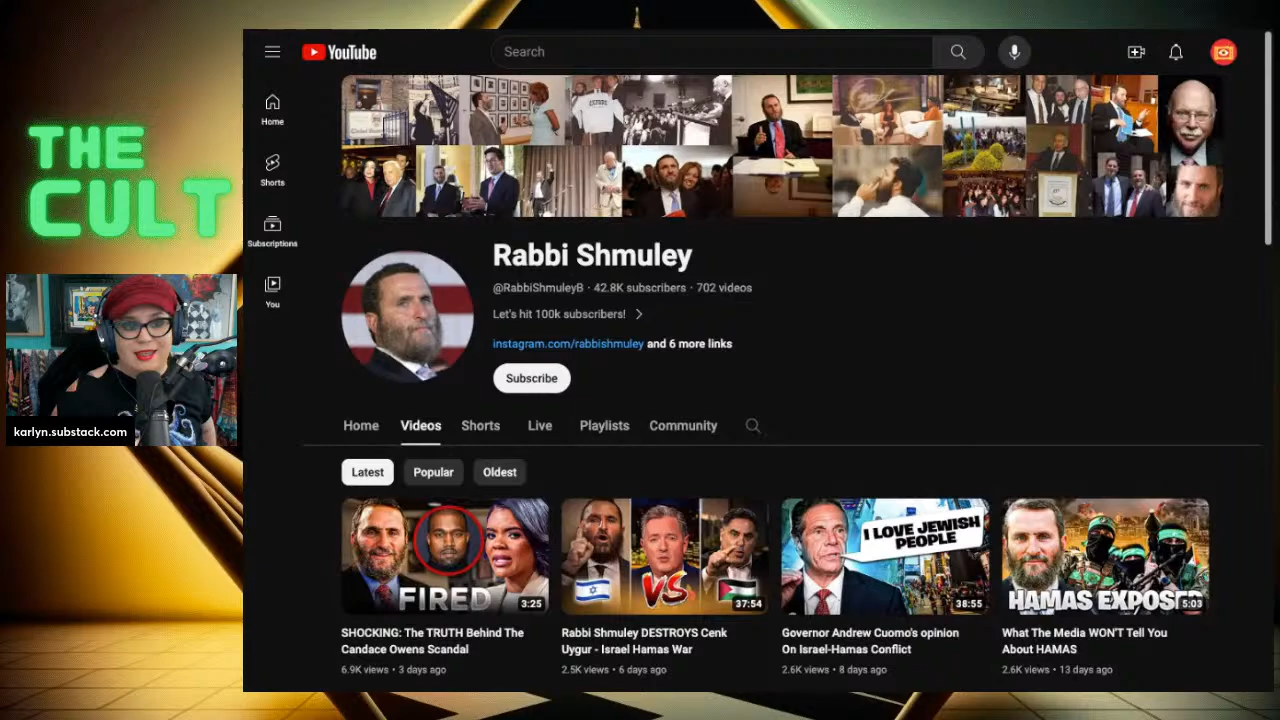 THE
CULT
karlyn.substack.com
YouTube
Search
Home
Shorts
Subscriptions
You
Rabbi Shmuley
@RabbiShmuleyB · 42.8K subscribers · 702 videos
Let's hit 100k subscribers!
instagram.com/rabbishmuley and 6 more links
Subscribe
Home Videos Shorts Live Playlists Community
Latest Popular Oldest
FIRED
3:25
SHOCKING: The TRUTH Behind The
Candace Owens Scandal
6.9K views · 3 days ago
VS
37:54
Rabbi Shmuley DESTROYS Cenk
Uygur - Israel Hamas War
2.5K views · 6 days ago
I LOVE JEWISH
PEOPLE
38:55
Governor Andrew Cuomo's opinion
On Israel-Hamas Conflict
2.6K views · 8 days ago
HAMAS EXPOSED
5:03
What The Media WON'T Tell You
About HAMAS
2.6K views · 13 days ago